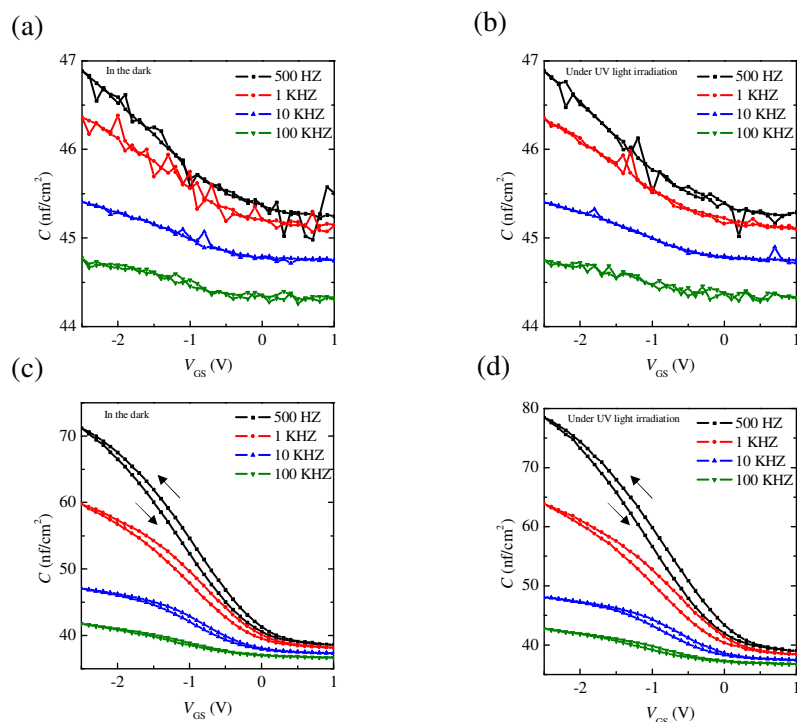 (a)
In the dark
500 HZ
1 KHZ
10 KHZ
100 KHZ
47
46
45
44
C (nf/cm²)
-2 -1 0 1
V_GS (V)
(b)
Under UV light irradiation
500 HZ
1 KHZ
10 KHZ
100 KHZ
47
46
45
44
C (nf/cm²)
-2 -1 0 1
V_GS (V)
(c)
In the dark
500 HZ
1 KHZ
10 KHZ
100 KHZ
70
60
50
40
C (nf/cm²)
-2 -1 0 1
V_GS (V)
(d)
Under UV light irradiation
500 HZ
1 KHZ
10 KHZ
100 KHZ
80
70
60
50
40
C (nf/cm²)
-2 -1 0 1
V_GS (V)